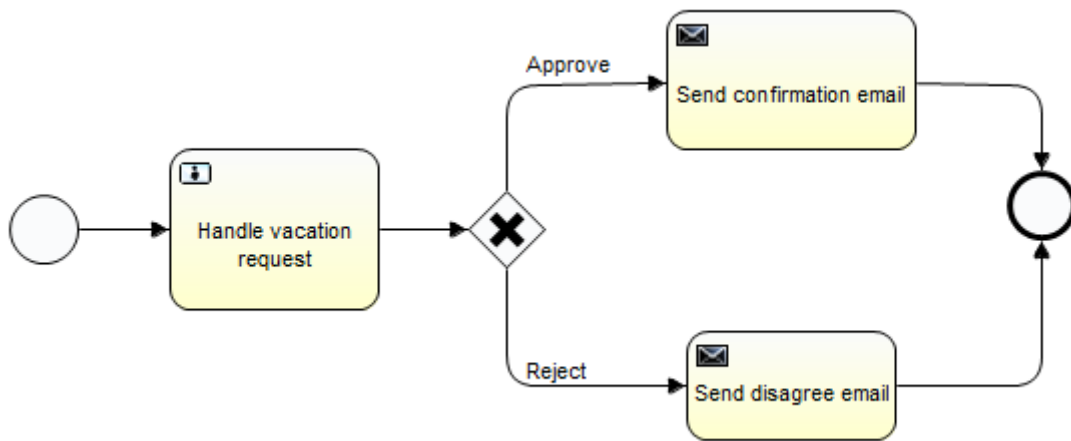 Approve
Send confirmation email
Handle vacation
request
Reject
Send disagree email